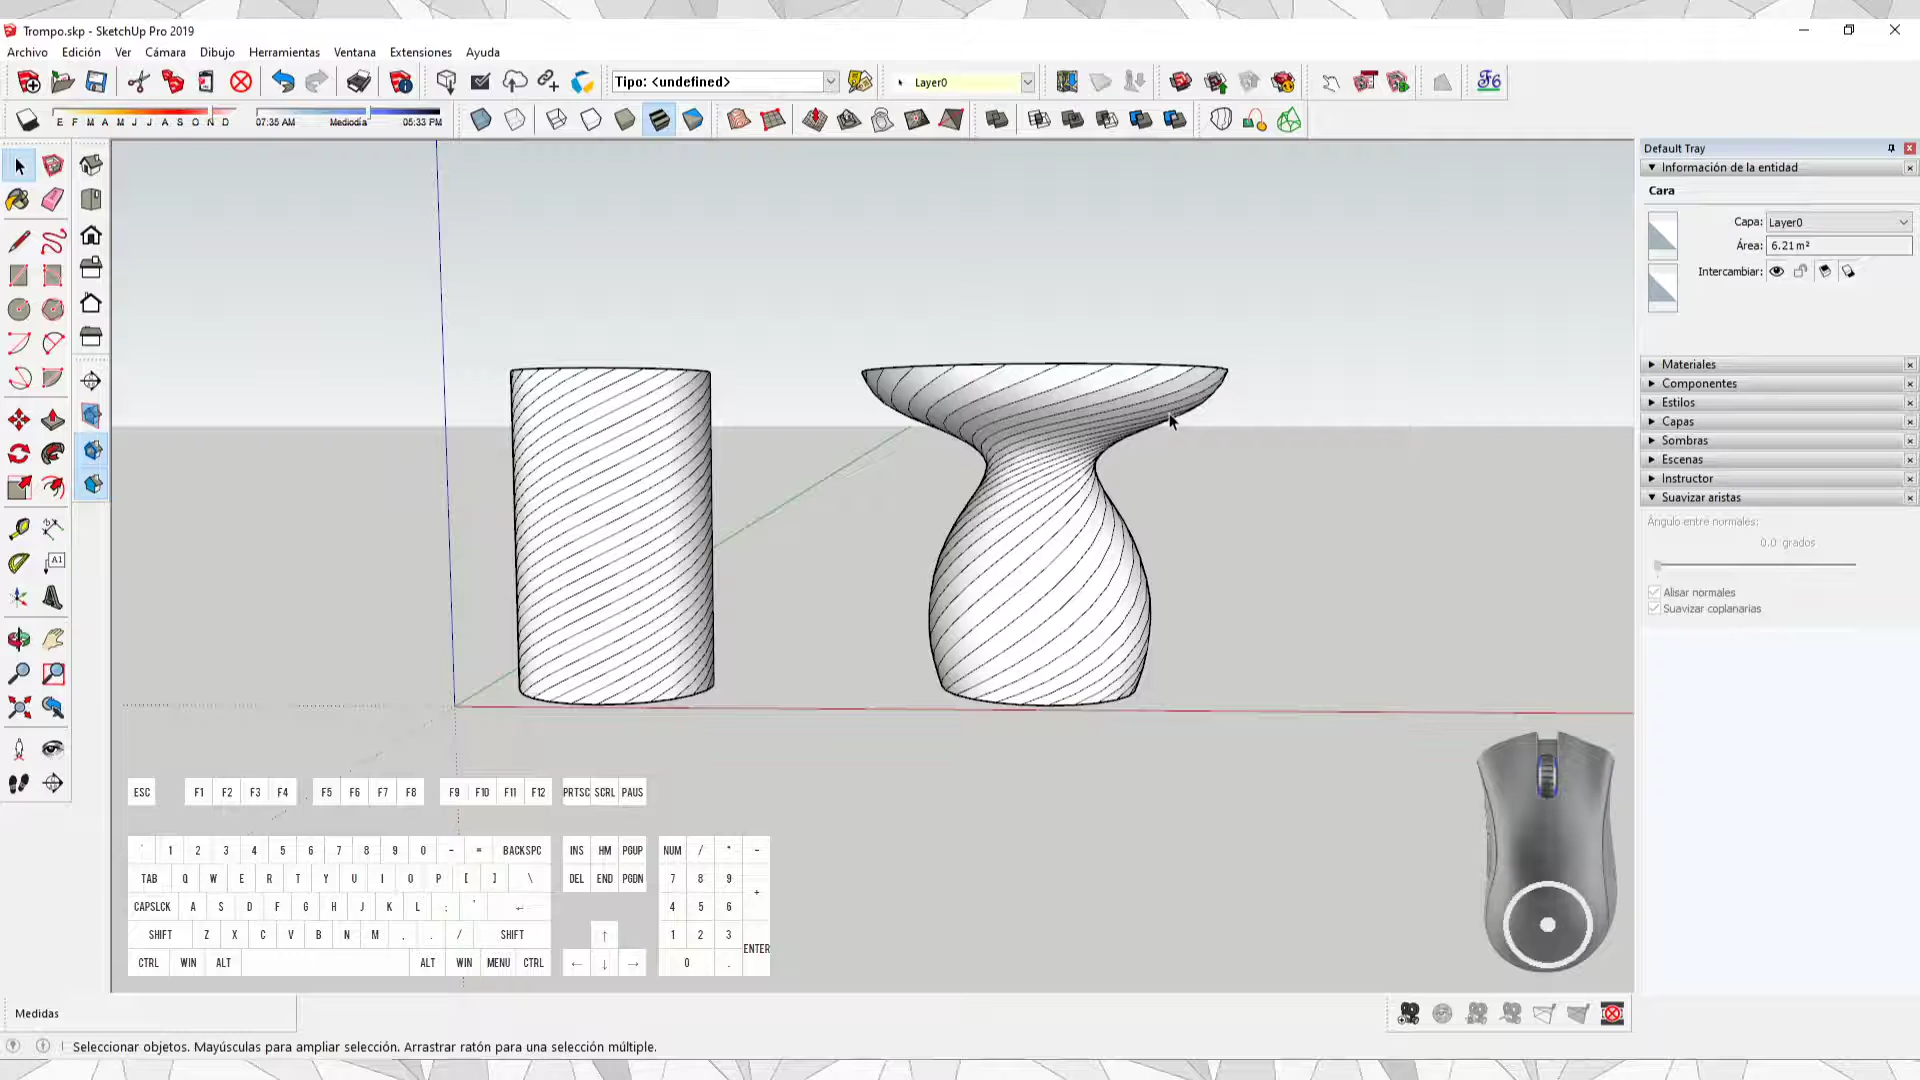 Trompo.skp - SketchUp Pro 2019
Archivo Edición Ver Cámara Dibujo Herramientas Ventana Extensiones Ayuda
Tipo: <undefined> Layer0
E F M A M J J A S O N D 07:35 AM Mediodía 05:33 PM
Default Tray
Información de la entidad
Cara
Capa: Layer0
Área: 6.21 m²
Intercambiar:
Materiales
Componentes
Estilos
Capas
Sombras
Escenas
Instructor
Suavizar aristas
Ángulo entre normales:
0.0 grados
Alisar normales
Suavizar coplanarias
ESC F1 F2 F3 F4 F5 F6 F7 F8 F9 F10 F11 F12 PRTSC SCRL PAUS
` 1 2 3 4 5 6 7 8 9 0 - = BACKSPC INS HM PGUP NUM / * -
TAB Q W E R T Y U I O P [ ] \ DEL END PGDN 7 8 9 +
CAPSLCK A S D F G H J K L ; ' ← 4 5 6
SHIFT Z X C V B N M , . / SHIFT ↑ 1 2 3 ENTER
CTRL WIN ALT ALT WIN MENU CTRL ← ↓ → 0 .
Medidas
Seleccionar objetos. Mayúsculas para ampliar selección. Arrastrar ratón para una selección múltiple.